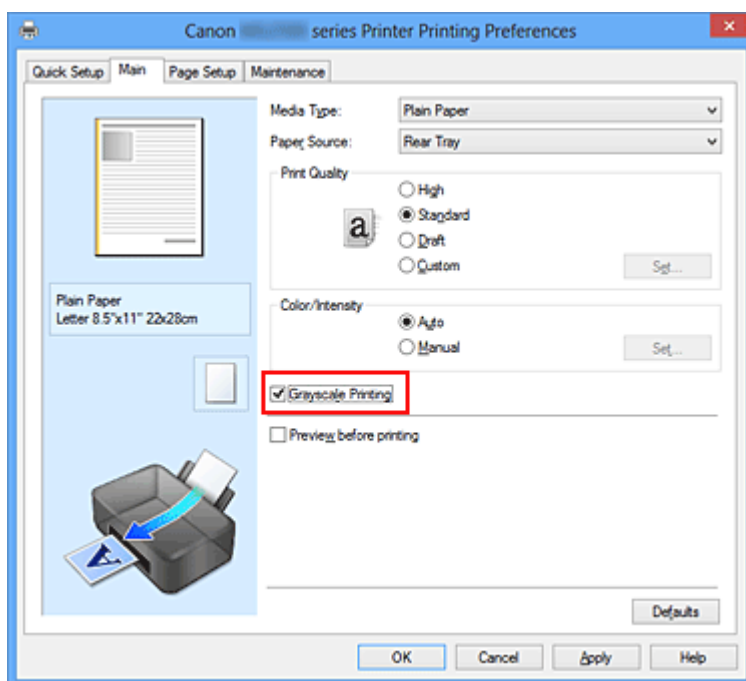 Canon series Printer Printing Preferences
Quick Setup Main Page Setup Maintenance
Media Type: Plain Paper
Paper Source: Rear Tray
Print Quality
High
a
Standard
Draft
Custom Set...
Plain Paper
Letter 8.5"x11" 22x28cm
Color/Intensity
Auto
Manual Set...
Grayscale Printing
Preview before printing
A
Defaults
OK Cancel Apply Help